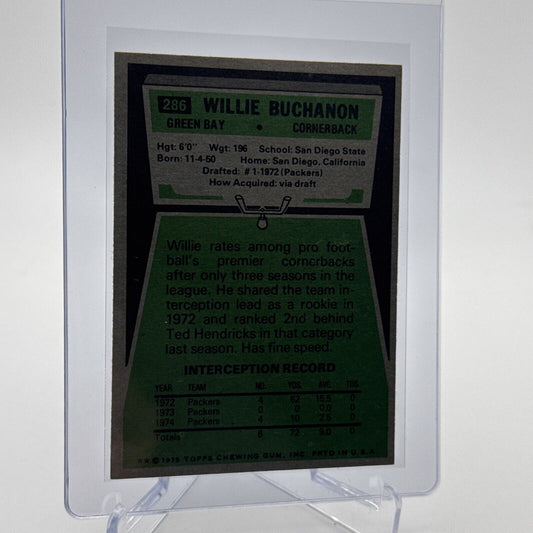 286 WILLIE BUCHANON
GREEN BAY • CORNERBACK
Hgt: 6'0" Wgt: 196 School: San Diego State
Born: 11-4-50 Home: San Diego, California
Drafted: #1-1972 (Packers)
How Acquired: via draft
Willie rates among pro foot-
ball's premier cornerbacks
after only three seasons in the
league. He shared the team in-
terception lead as a rookie in
1972 and ranked 2nd behind
Ted Hendricks in that category
last season. Has fine speed.
INTERCEPTION RECORD
YEAR TEAM NO. YDS. AVG. TDS
1972 Packers 4 62 15.5 0
1973 Packers 0 0 0.0 0
1974 Packers 4 10 2.5 0
Totals 8 72 9.0 0
★★ © 1975 TOPPS CHEWING GUM, INC. PRTD IN U.S.A.